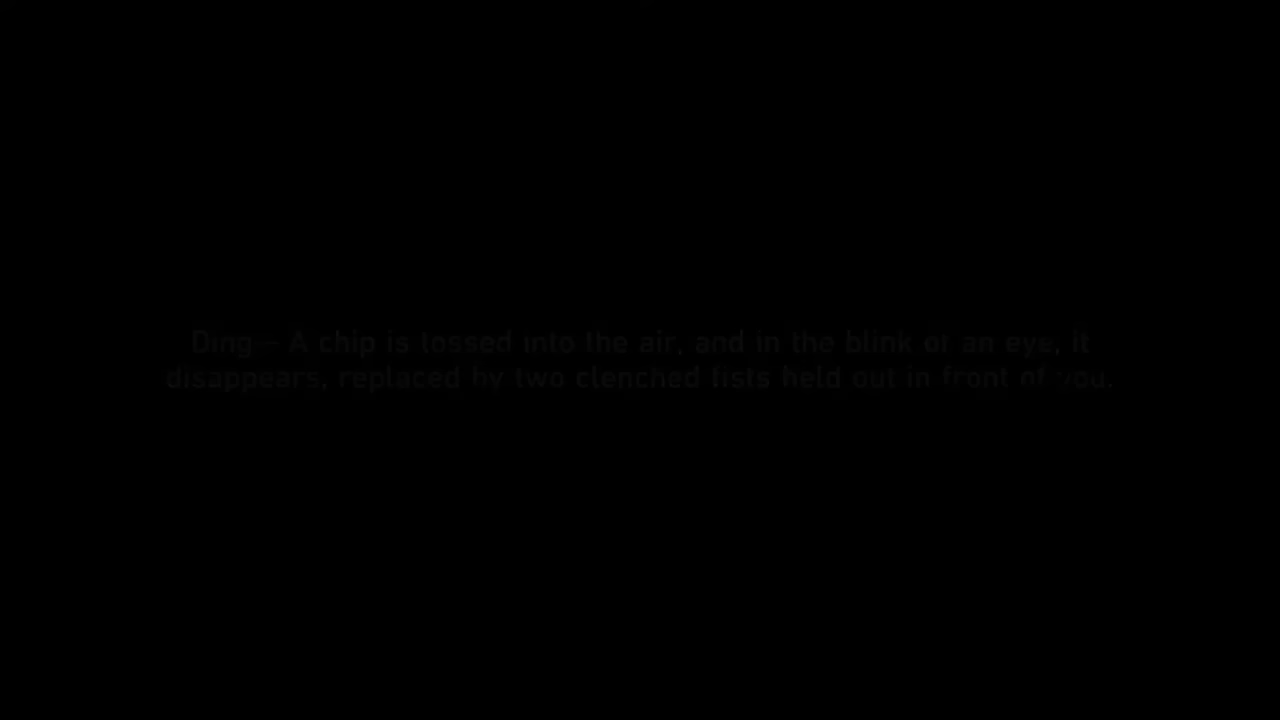 Ding— A chip is tossed into the air, and in the blink of an eye, it
disappears, replaced by two clenched fists held out in front of you.